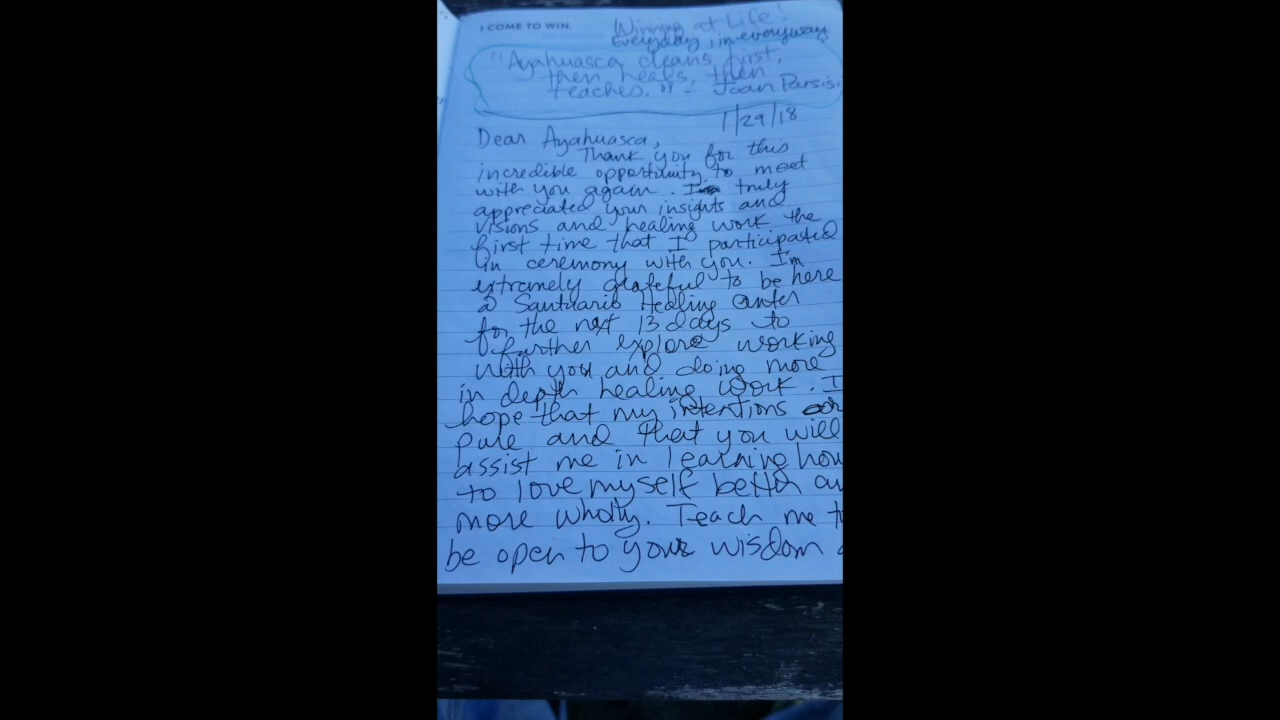 I COME TO WIN.
Winning at Life!
Everyday, in everyway
"Ayahuasca cleans first,
then heals, then
teaches." - Joan Parsisi
1/29/18
Dear Ayahuasca,
Thank you for this
incredible opportunity to meet
with you again. I truly
appreciated your insights and
visions and healing work the
first time that I participated
in ceremony with you. I'm
extremely grateful to be here
@ Santuario Healing Center
for the next 13 days to
further explore working
with you and doing more
in depth healing work. I
hope that my intentions are
pure and that you will
assist me in learning how
to love myself better
more wholly. Teach me
be open to your wisdom